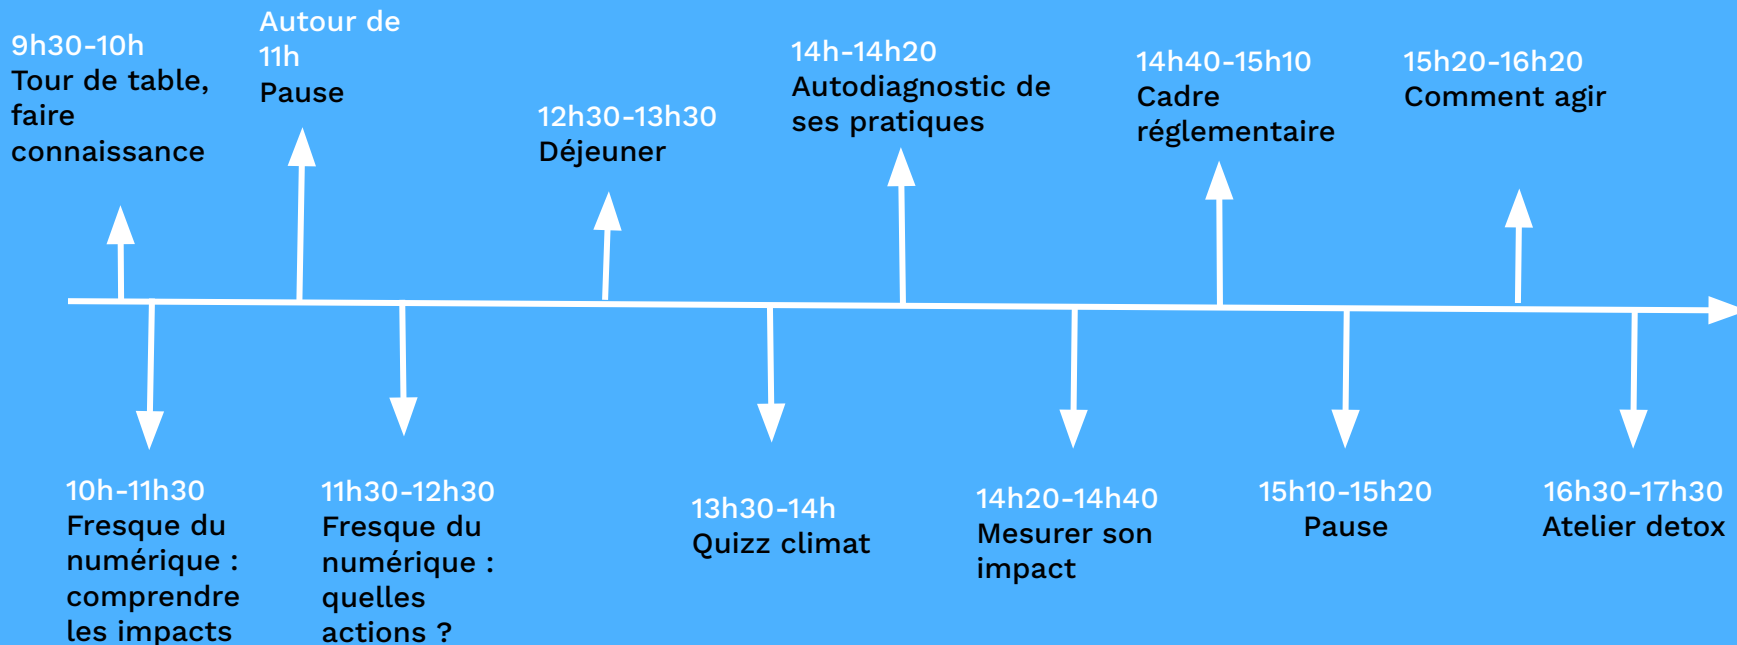 9h30-10h
Tour de table,
faire
connaissance
Autour de
11h
Pause
12h30-13h30
Déjeuner
14h-14h20
Autodiagnostic de
ses pratiques
14h40-15h10
Cadre
réglementaire
15h20-16h20
Comment agir
10h-11h30
Fresque du
numérique :
comprendre
les impacts
11h30-12h30
Fresque du
numérique :
quelles
actions ?
13h30-14h
Quizz climat
14h20-14h40
Mesurer son
impact
15h10-15h20
Pause
16h30-17h30
Atelier detox